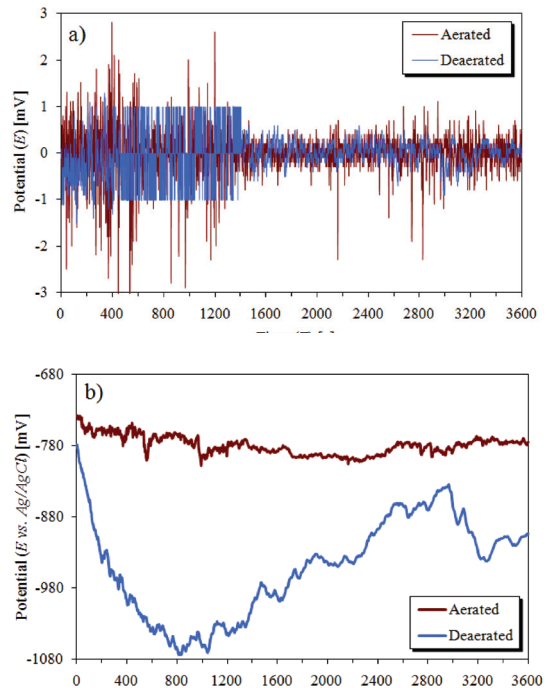 a)
Aerated
Deaerated
Potential (E) [mV]
3
2
1
0
-1
-2
-3
0 400 800 1200 1600 2000 2400 2800 3200 3600
b)
Potential (E vs. Ag/AgCl) [mV]
-680
-780
-880
-980
-1080
Aerated
Deaerated
0 400 800 1200 1600 2000 2400 2800 3200 3600